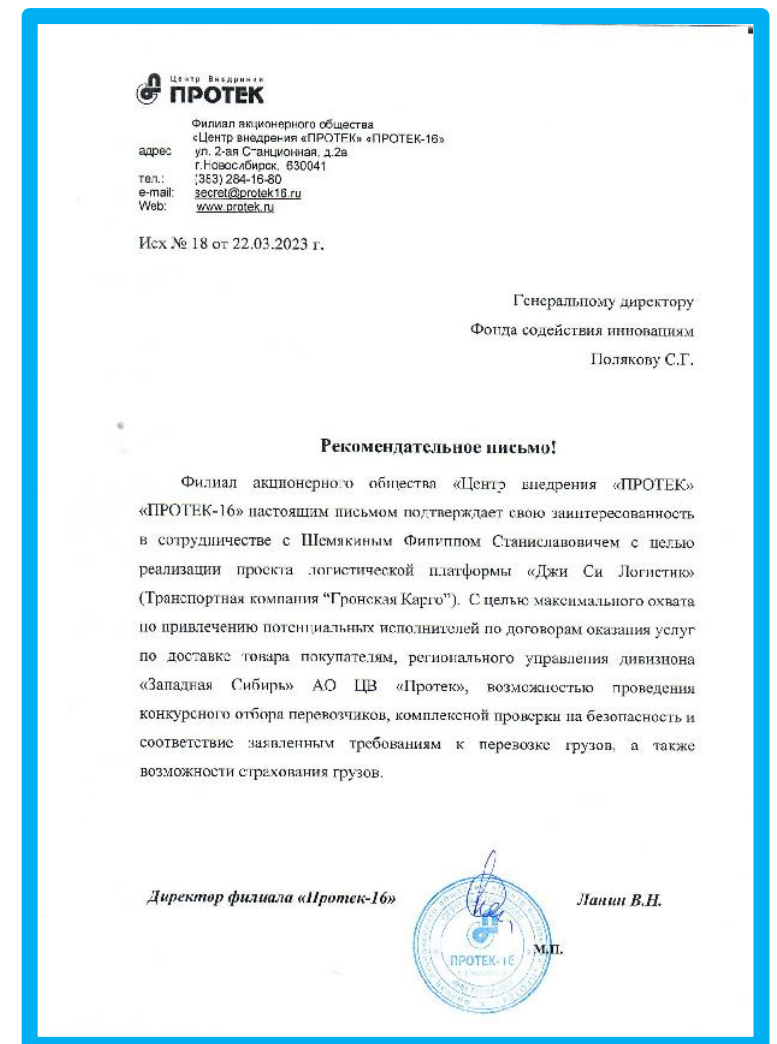 Центр Внедрения
ПРОТЕК
Филиал акционерного общества
«Центр внедрения «ПРОТЕК» «ПРОТЕК-16»
адрес ул. 2-ая Станционная, д.2а
г.Новосибирск, 630041
тел.: (383) 284-16-80
e-mail: secret@protek16.ru
Web: www.protek.ru
Исх № 18 от 22.03.2023 г.
Генеральному директору
Фонда содействия инновациям
Полякову С.Г.
Рекомендательное письмо!
Филиал акционерного общества «Центр внедрения «ПРОТЕК»
«ПРОТЕК-16» настоящим письмом подтверждает свою заинтересованность
в сотрудничестве с Шемякиным Филиппом Станиславовичем с целью
реализации проекта логистической платформы «Джи Си Логистик»
(Транспортная компания “Гронская Карго”). С целью максимального охвата
по привлечению потенциальных исполнителей по договорам оказания услуг
по доставке товара покупателям, регионального управления дивизиона
«Западная Сибирь» АО ЦВ «Протек», возможностью проведения
конкурсного отбора перевозчиков, комплексной проверки на безопасность и
соответствие заявленным требованиям к перевозке грузов, а также
возможности страхования грузов.
Директор филиала «Протек-16» Лапин В.Н.
М.П.
ПРОТЕК-16